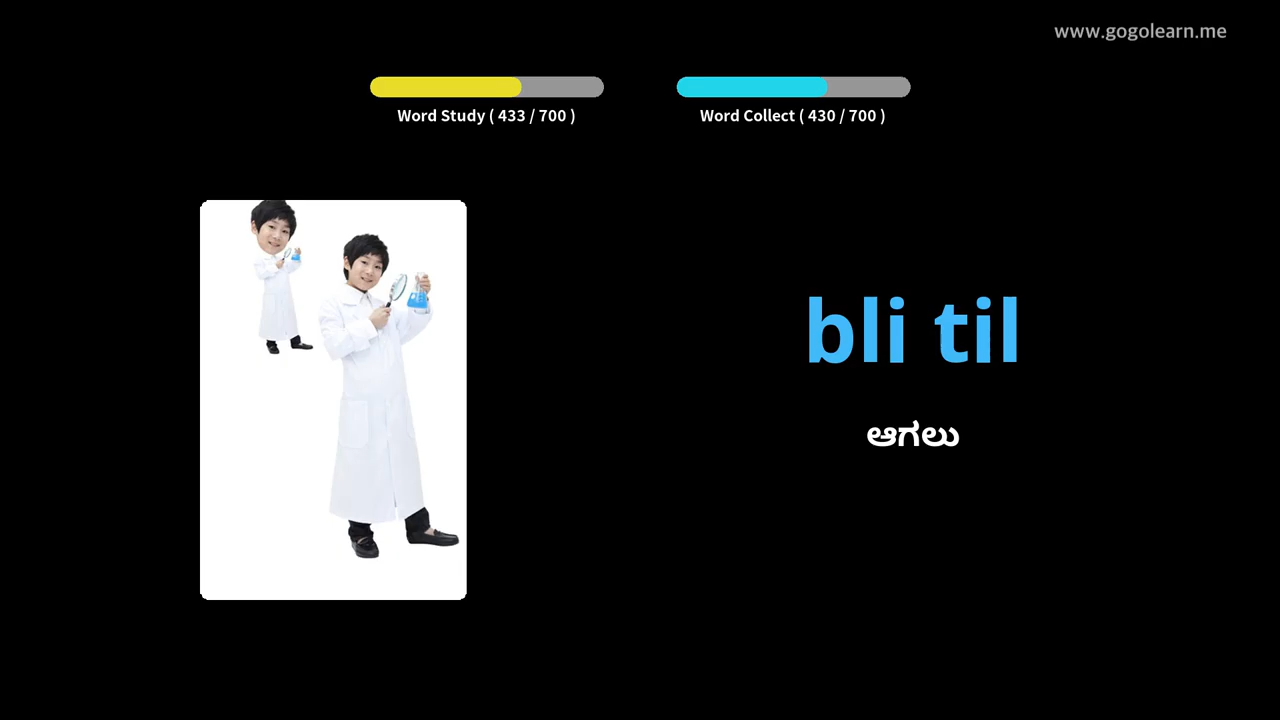 www.gogolearn.me
Word Study ( 433 / 700 )
Word Collect ( 430 / 700 )
bli til
ಆಗಲು